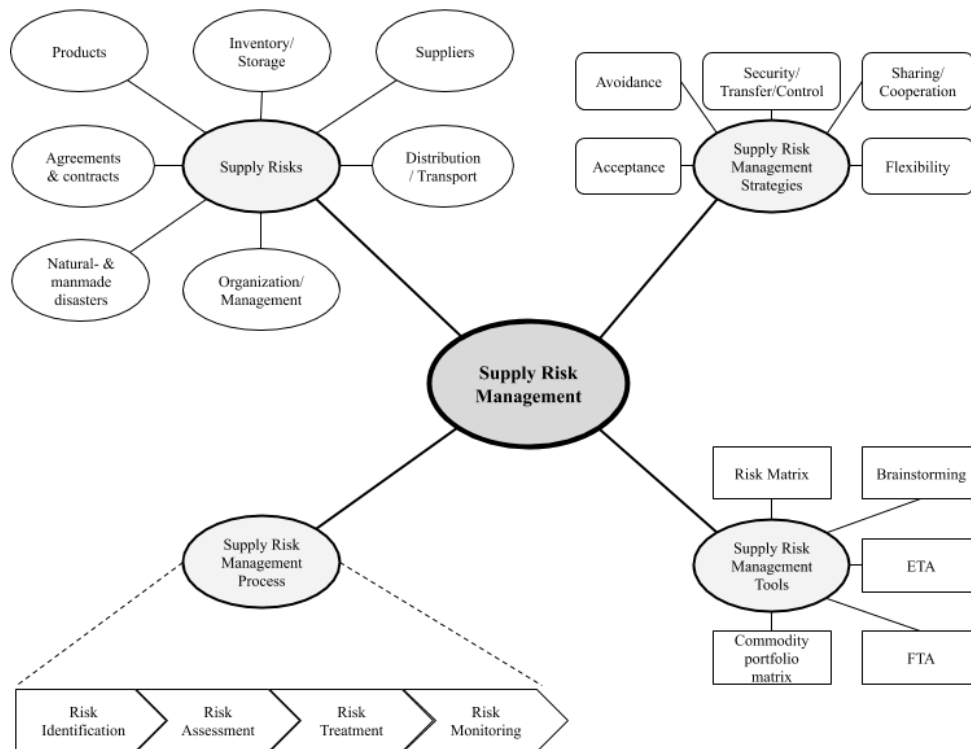 Products
Inventory/
Storage
Suppliers
Agreements
& contracts
Supply Risks
Distribution
/ Transport
Natural- &
manmade
disasters
Organization/
Management
Avoidance
Security/
Transfer/Control
Sharing/
Cooperation
Acceptance
Supply Risk
Management
Strategies
Flexibility
Supply Risk
Management
Supply Risk
Management
Process
Risk
Identification
Risk
Assessment
Risk
Treatment
Risk
Monitoring
Risk Matrix
Brainstorming
Supply Risk
Management
Tools
ETA
Commodity
portfolio
matrix
FTA